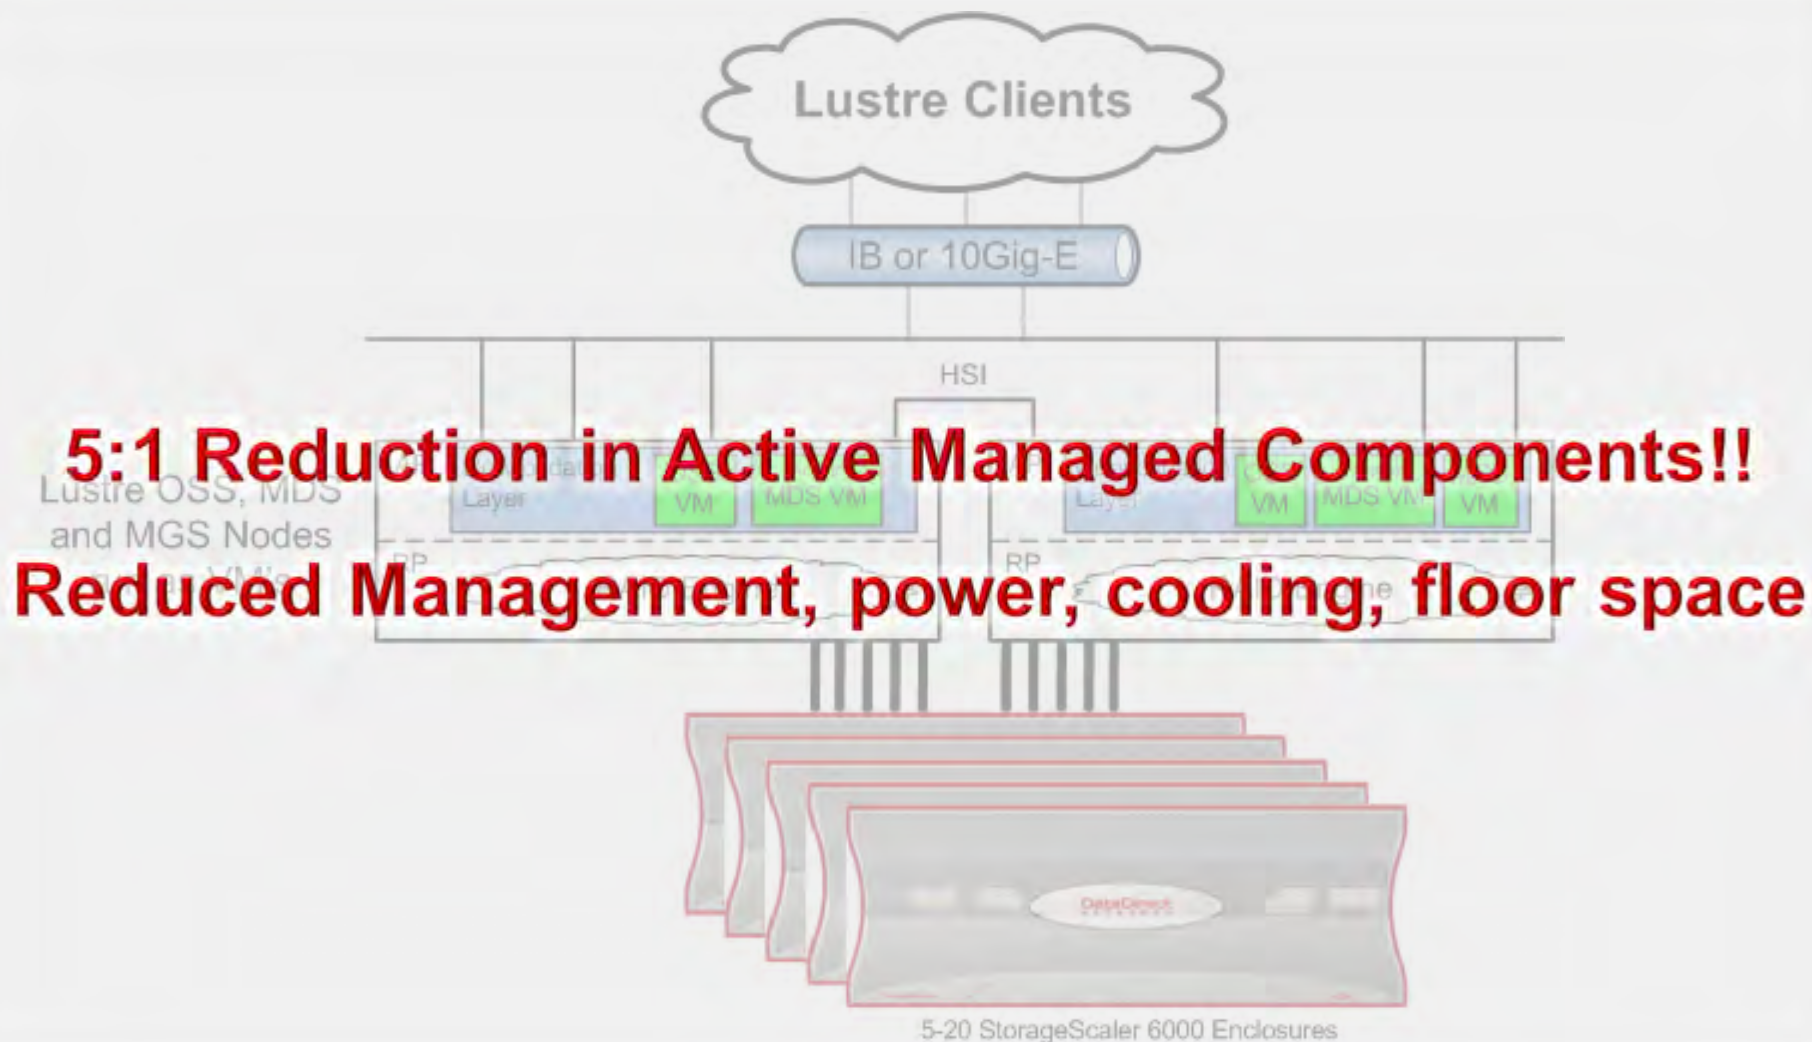 Lustre Clients
IB or 10Gig-E
HSI
5:1 Reduction in Active Managed Components!!
Lustre OSS, MDS
and MGS Nodes
Layer
VM
MDS VM
Layer
VM
MDS VM
VM
RP
RP
Reduced Management, power, cooling, floor space
DataDirect
5-20 StorageScaler 6000 Enclosures